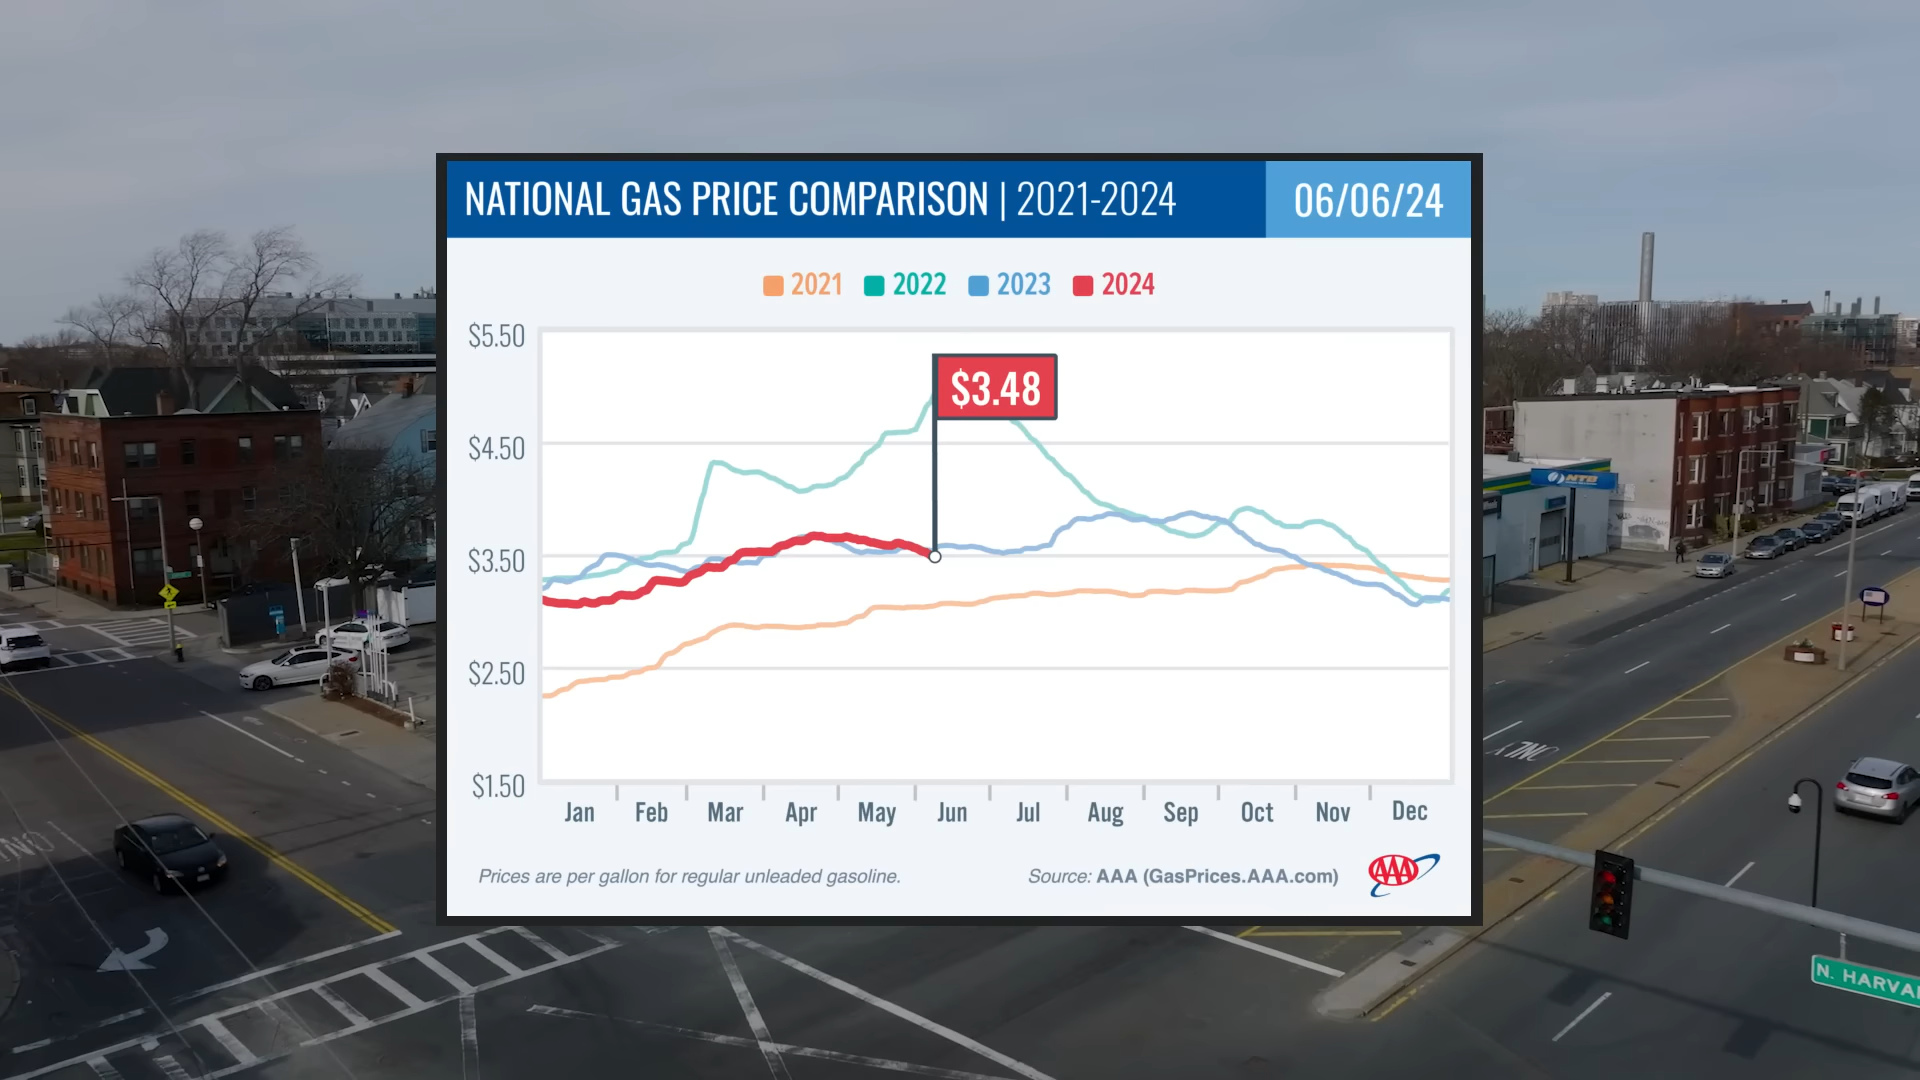 NATIONAL GAS PRICE COMPARISON | 2021-2024
06/06/24
2021 2022 2023 2024
$5.50
$3.48
$4.50
$3.50
$2.50
$1.50
Jan Feb Mar Apr May Jun Jul Aug Sep Oct Nov Dec
Prices are per gallon for regular unleaded gasoline.
Source: AAA (GasPrices.AAA.com)
AAA
NTB
ONLY
N. HARVA